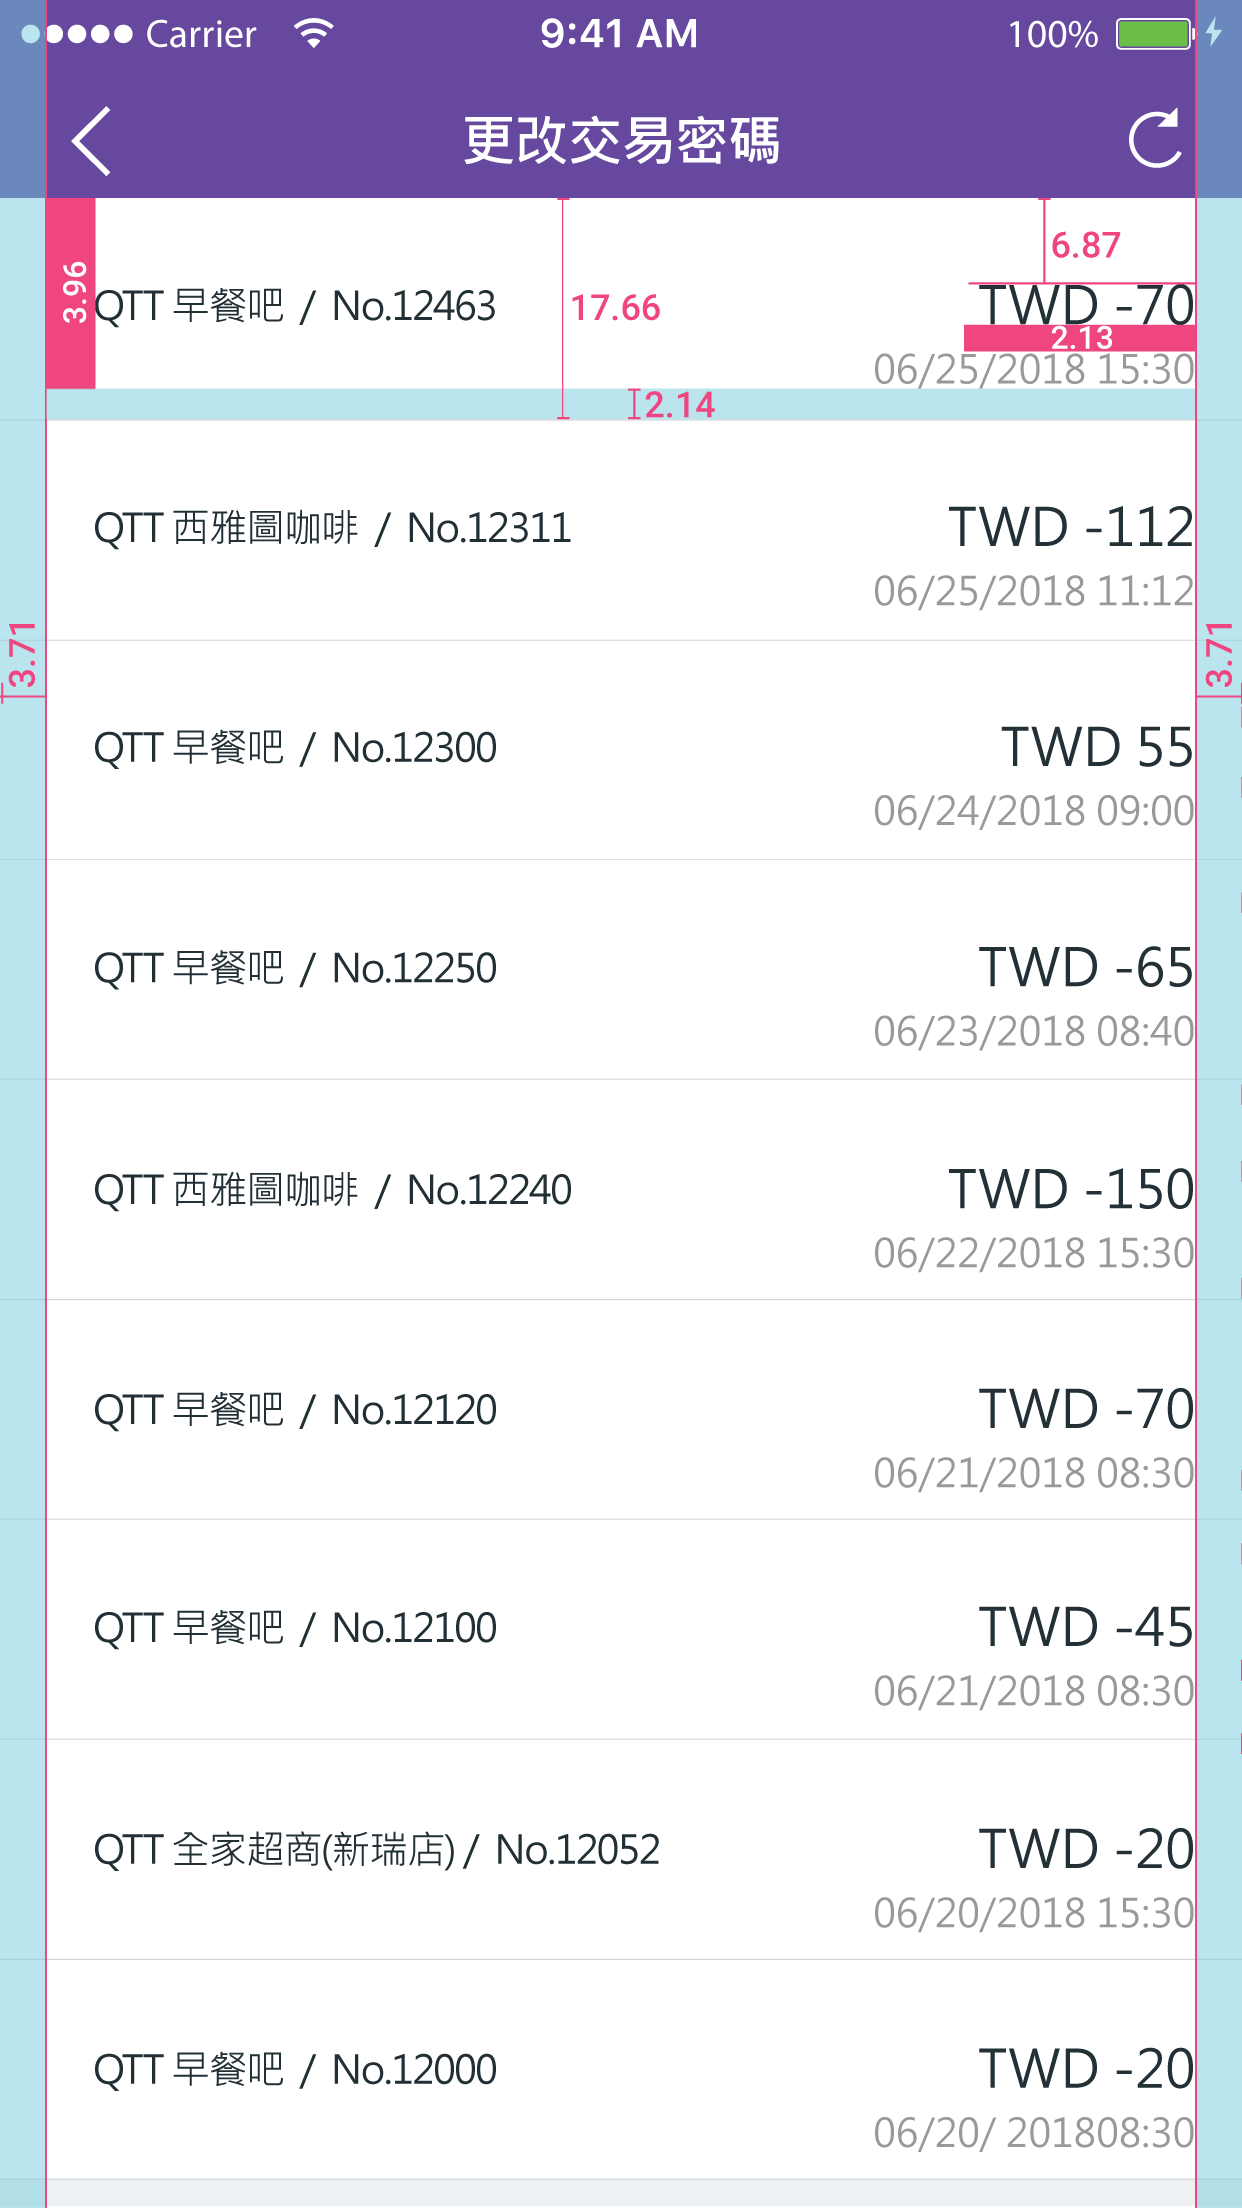 Carrier 9:41 AM 100%
更改交易密碼
6.87
3.96
QTT 早餐吧 / No.12463
17.66
TWD -70
2.13
06/25/2018 15:30
2.14
QTT 西雅圖咖啡 / No.12311
TWD -112
06/25/2018 11:12
3.71
3.71
QTT 早餐吧 / No.12300
TWD 55
06/24/2018 09:00
QTT 早餐吧 / No.12250
TWD -65
06/23/2018 08:40
QTT 西雅圖咖啡 / No.12240
TWD -150
06/22/2018 15:30
QTT 早餐吧 / No.12120
TWD -70
06/21/2018 08:30
QTT 早餐吧 / No.12100
TWD -45
06/21/2018 08:30
QTT 全家超商(新瑞店) / No.12052
TWD -20
06/20/2018 15:30
QTT 早餐吧 / No.12000
TWD -20
06/20/ 201808:30